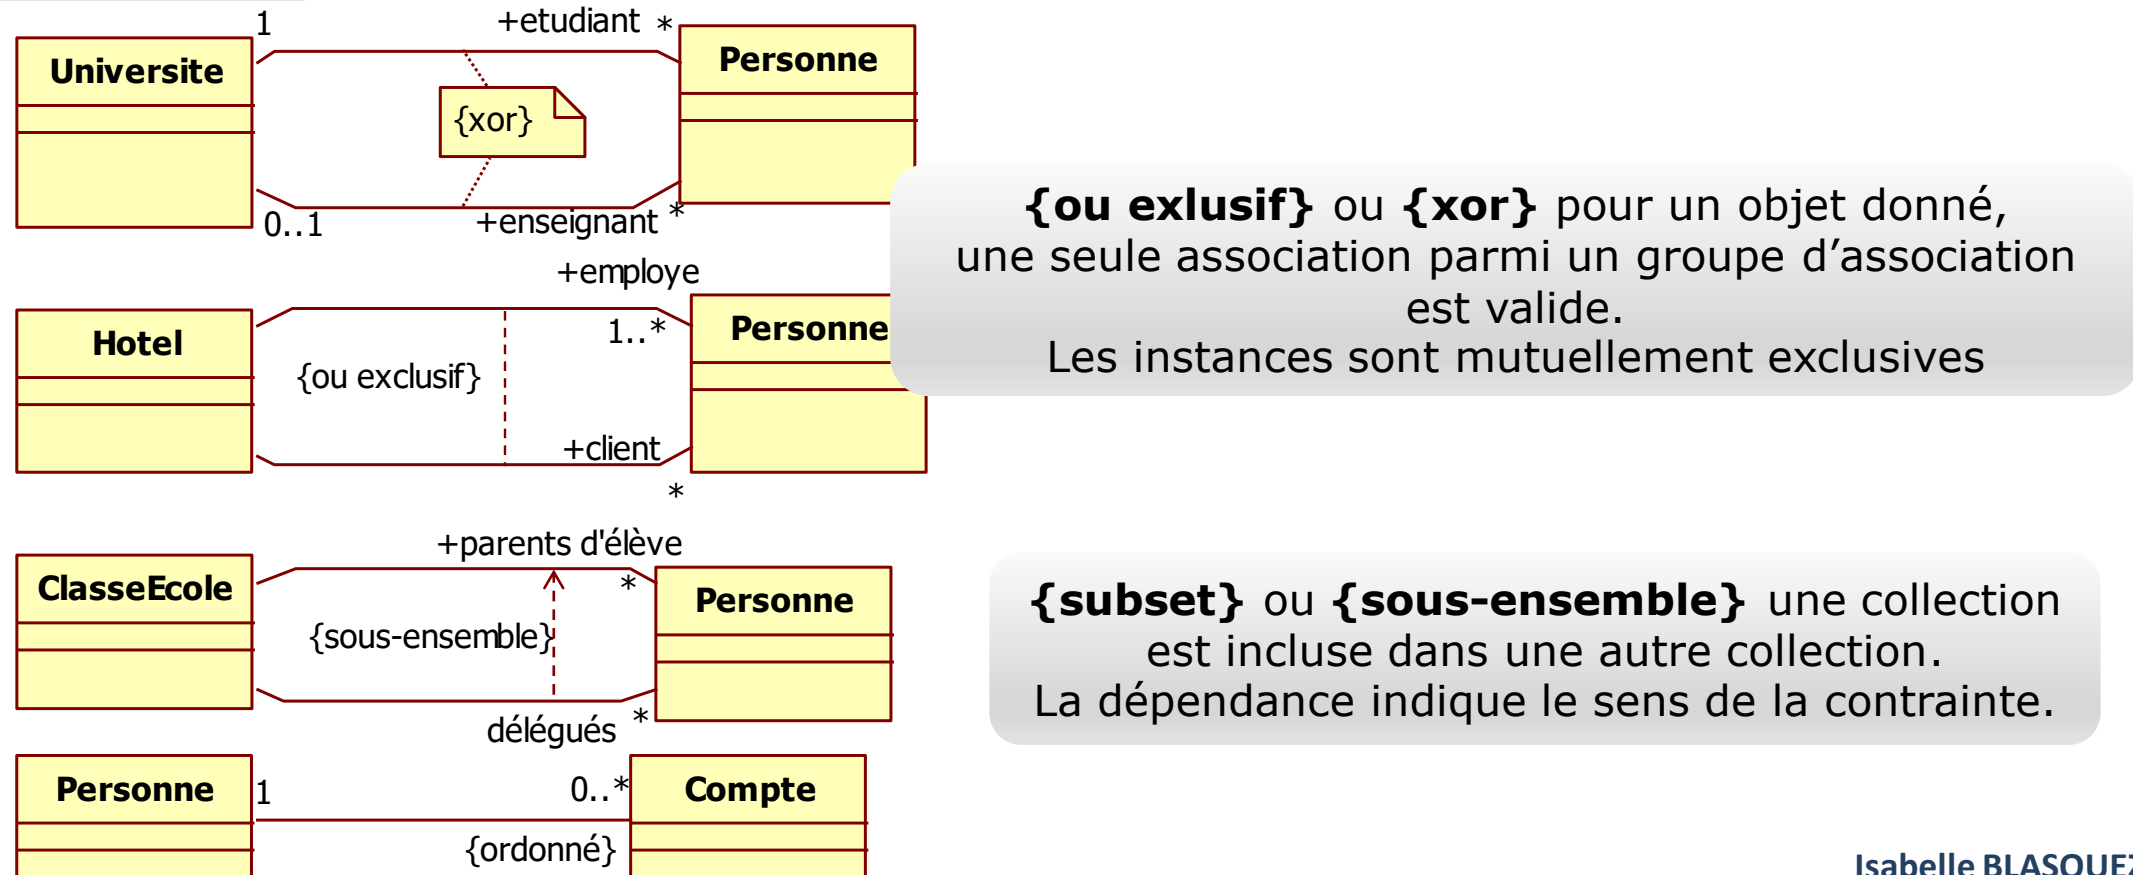 1
+etudiant *
Universite
Personne
{xor}
0..1
+enseignant *
{ou exlusif} ou {xor} pour un objet donné,
une seule association parmi un groupe d’association
est valide.
Les instances sont mutuellement exclusives
+employe
Hotel
1..*
Personne
{ou exclusif}
+client
*
+parents d'élève
ClasseEcole
*
Personne
{sous-ensemble}
délégués *
{subset} ou {sous-ensemble} une collection
est incluse dans une autre collection.
La dépendance indique le sens de la contrainte.
Personne
1
0..*
Compte
{ordonné}
Isabelle BLASQUEZ